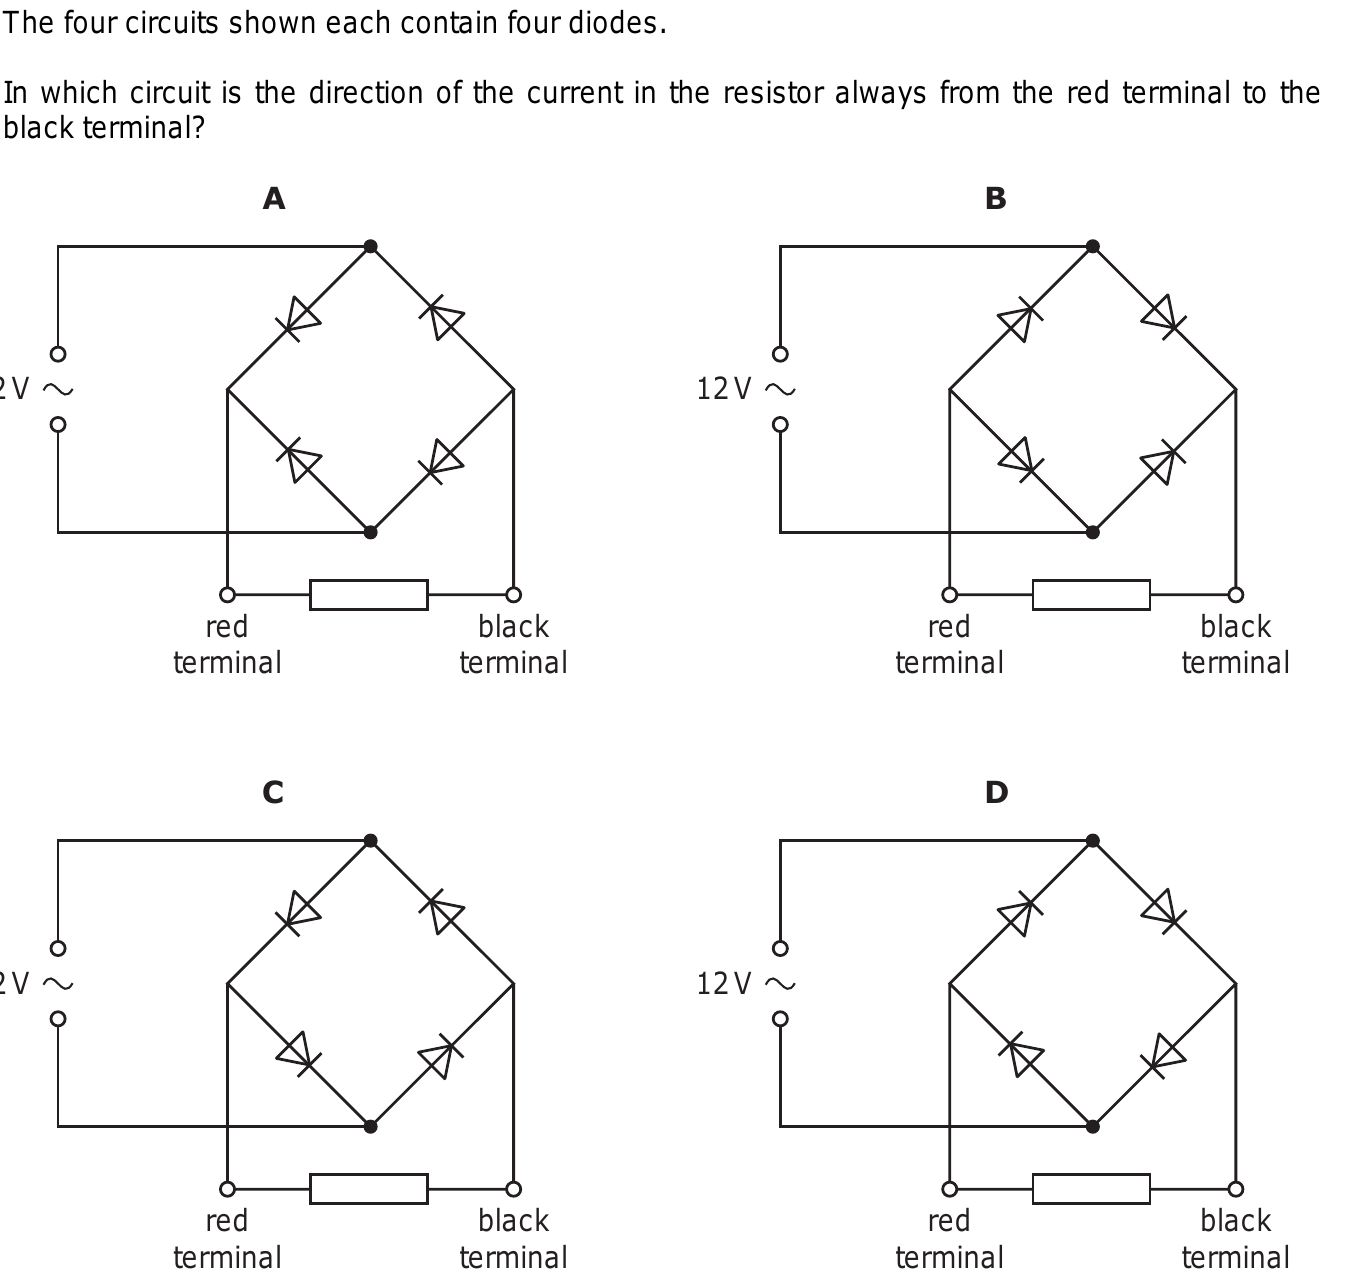 The four circuits shown each contain four diodes.
In which circuit is the direction of the current in the resistor always from the red terminal to the
black terminal?
A
B
2 V
12 V
red
terminal
black
terminal
red
terminal
black
terminal
C
D
2 V
12 V
red
terminal
black
terminal
red
terminal
black
terminal